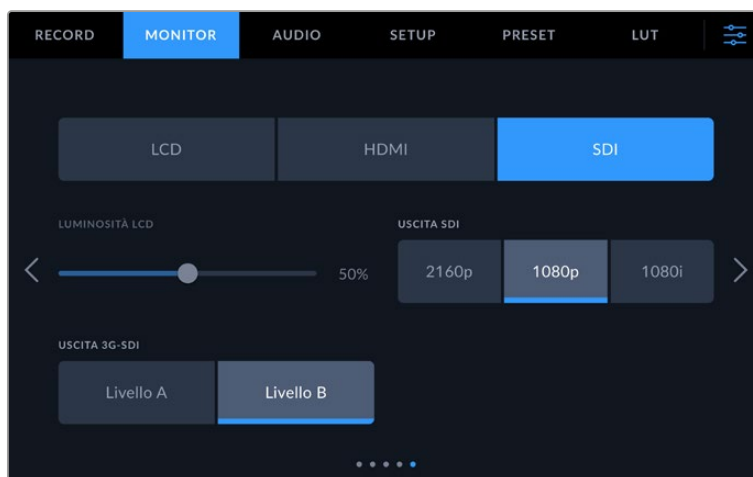 RECORD MONITOR AUDIO SETUP PRESET LUT
LCD HDMI SDI
LUMINOSITÀ LCD USCITA SDI
50% 2160p 1080p 1080i
USCITA 3G-SDI
Livello A Livello B